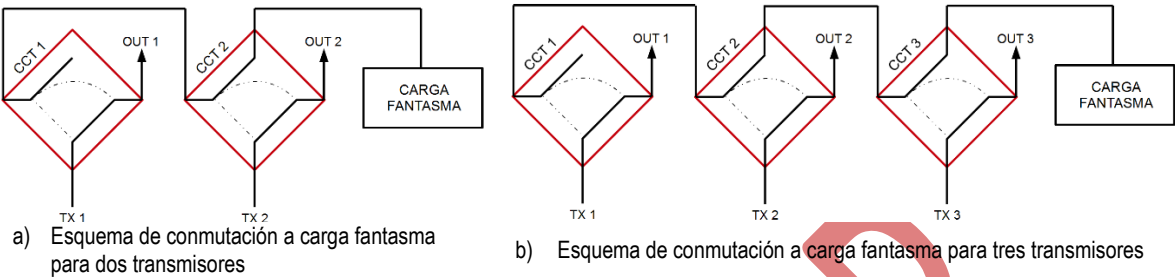 CCT 1
OUT 1
CCT 2
OUT 2
CARGA
FANTASMA
TX 1
TX 2
a) Esquema de conmutación a carga fantasma
para dos transmisores
CCT 1
OUT 1
CCT 2
OUT 2
CCT 3
OUT 3
CARGA
FANTASMA
TX 1
TX 2
TX 3
b) Esquema de conmutación a carga fantasma para tres transmisores